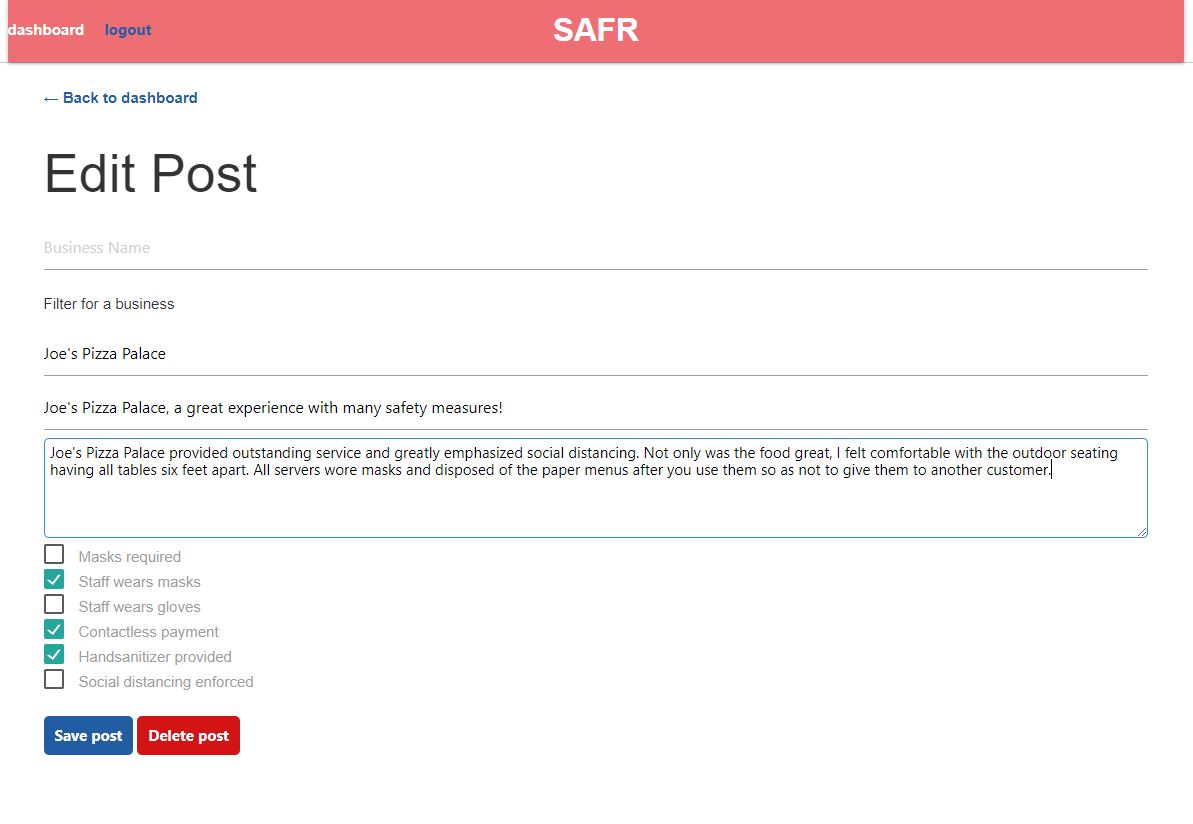 dashboard logout SAFR
← Back to dashboard
Edit Post
Business Name
Filter for a business
Joe's Pizza Palace
Joe's Pizza Palace, a great experience with many safety measures!
Joe's Pizza Palace provided outstanding service and greatly emphasized social distancing. Not only was the food great, I felt comfortable with the outdoor seating
having all tables six feet apart. All servers wore masks and disposed of the paper menus after you use them so as not to give them to another customer.
Masks required
Staff wears masks
Staff wears gloves
Contactless payment
Handsanitizer provided
Social distancing enforced
Save post Delete post